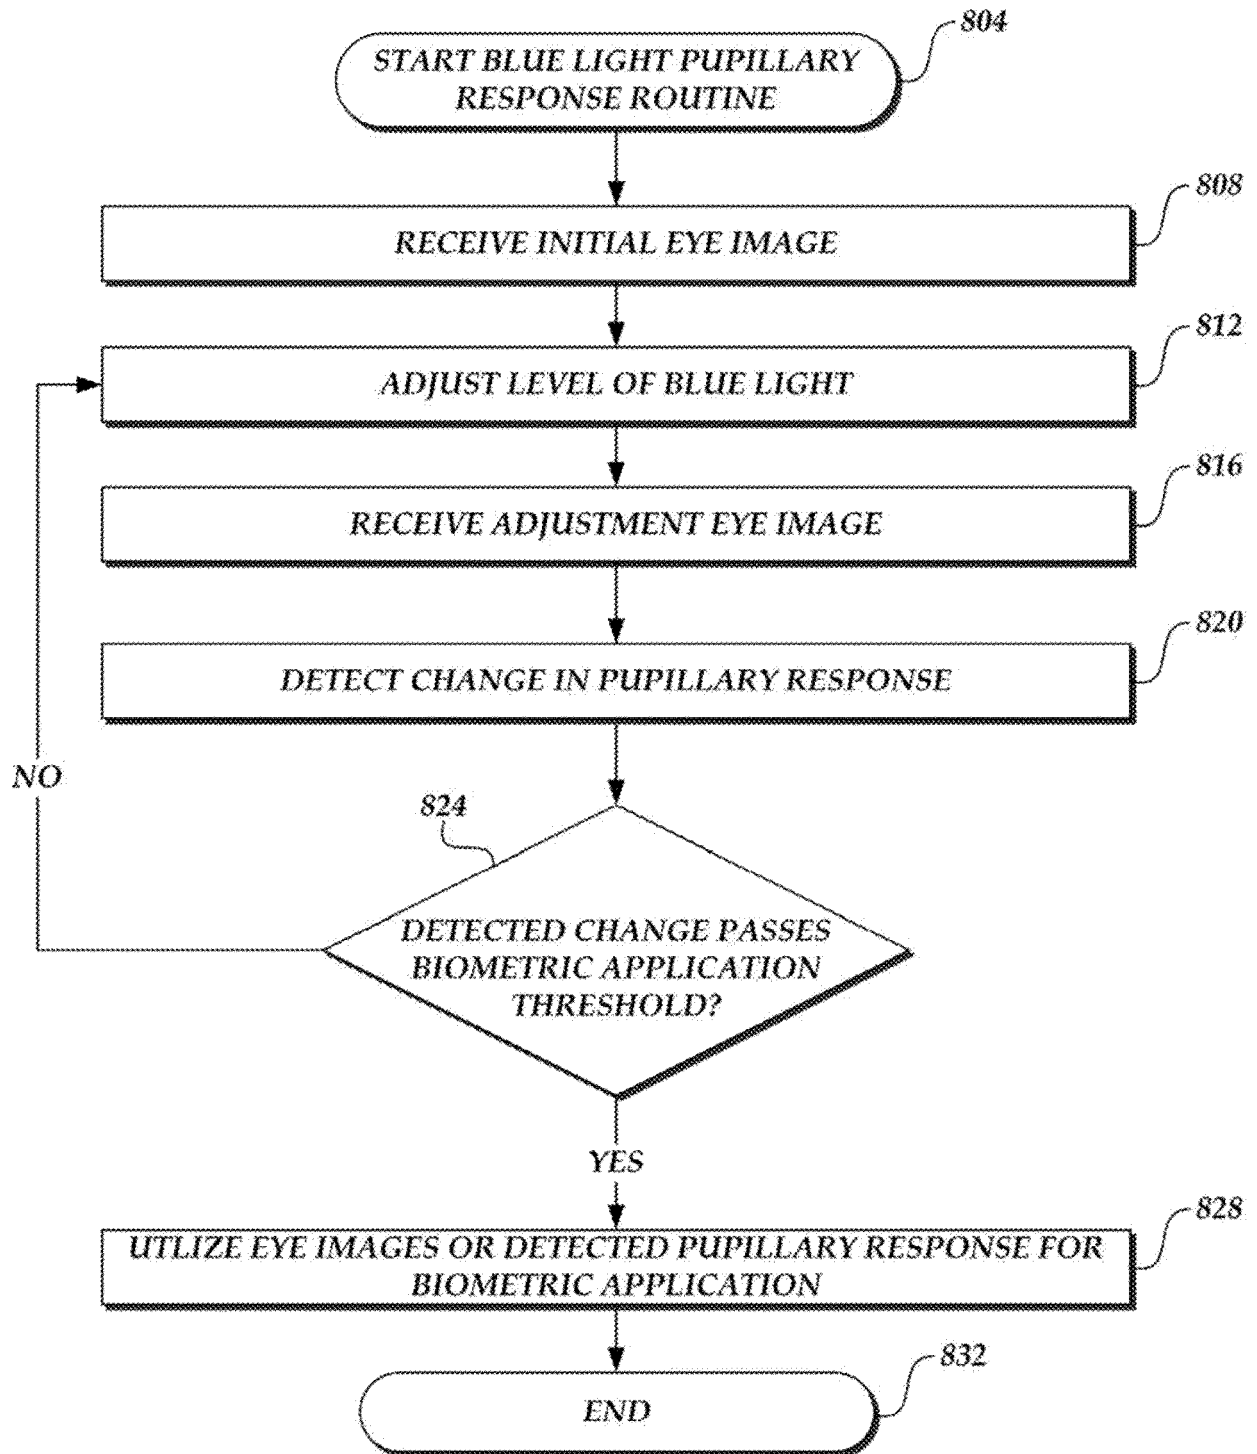 804
START BLUE LIGHT PUPILLARY
RESPONSE ROUTINE
808
RECEIVE INITIAL EYE IMAGE
812
ADJUST LEVEL OF BLUE LIGHT
816
RECEIVE ADJUSTMENT EYE IMAGE
820
DETECT CHANGE IN PUPILLARY RESPONSE
NO
824
DETECTED CHANGE PASSES
BIOMETRIC APPLICATION
THRESHOLD?
YES
828
UTLIZE EYE IMAGES OR DETECTED PUPILLARY RESPONSE FOR
BIOMETRIC APPLICATION
832
END